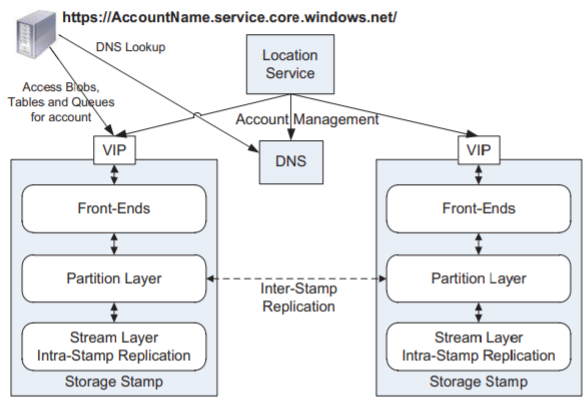 https://AccountName.service.core.windows.net/
DNS Lookup
Location
Service
Access Blobs,
Tables and Queues
for account
Account Management
VIP
DNS
VIP
Front-Ends
Front-Ends
Partition Layer
Partition Layer
Inter-Stamp
Replication
Stream Layer
Intra-Stamp Replication
Stream Layer
Intra-Stamp Replication
Storage Stamp
Storage Stamp